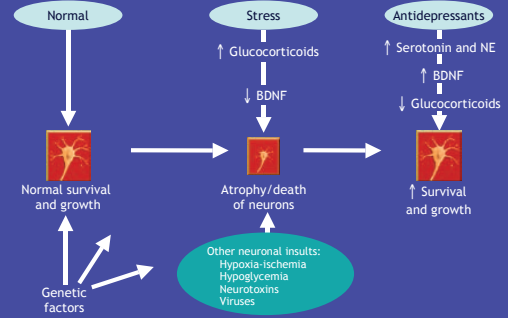 Normal
Stress
Antidepressants
↑ Glucocorticoids
↓ BDNF
↑ Serotonin and NE
↑ BDNF
↓ Glucocorticoids
Normal survival
and growth
Atrophy/death
of neurons
↑ Survival
and growth
Genetic
factors
Other neuronal insults:
Hypoxia-ischemia
Hypoglycemia
Neurotoxins
Viruses